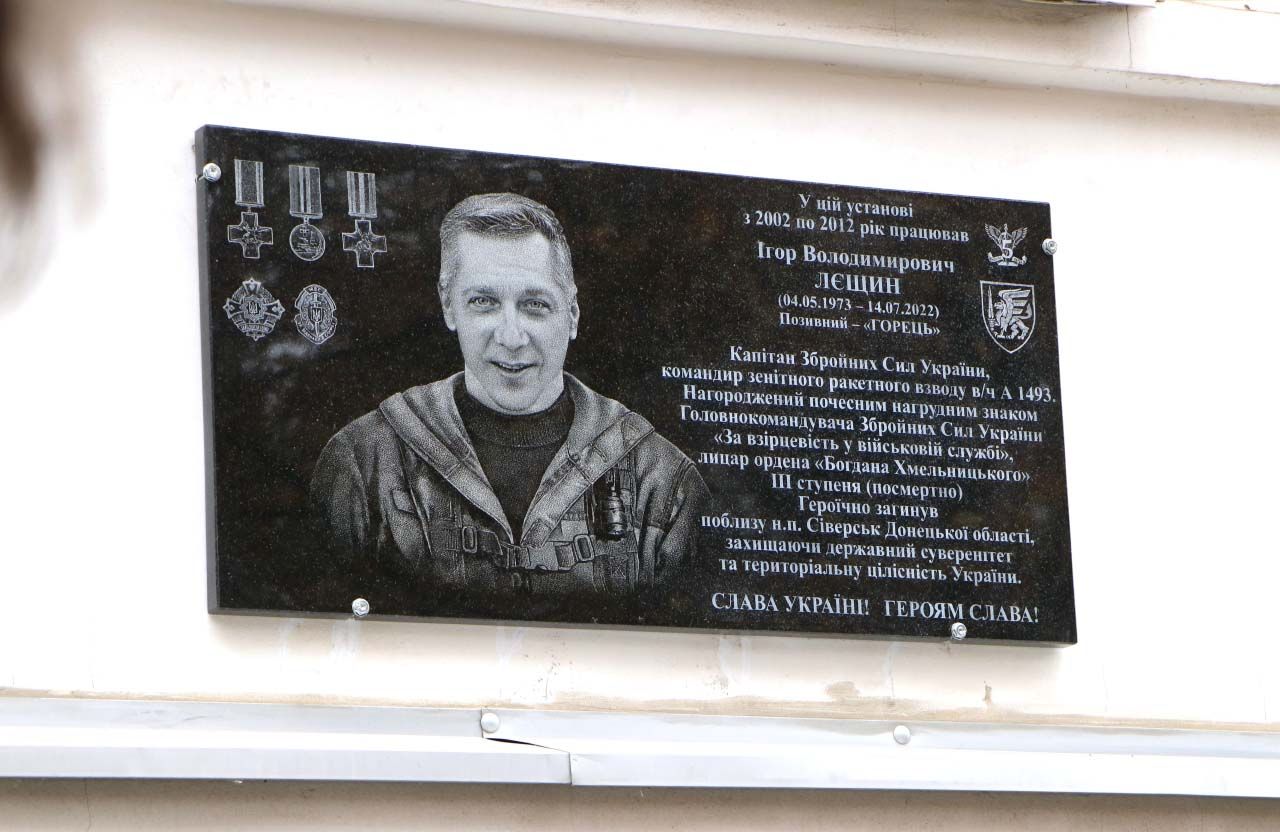 У цій установі
з 2002 по 2012 рік працював
Ігор Володимирович
ЛЄЩИН
(04.05.1973 – 14.07.2022)
Позивний – «ГОРЕЦЬ»
Капітан Збройних Сил України,
командир зенітного ракетного взводу в/ч А 1493.
Нагороджений почесним нагрудним знаком
Головнокомандувача Збройний Сил України
«За взірцевість у військовій службі»,
лицар ордена «Богдана Хмельницького»
ІІІ ступеня (посмертно)
Героїчно загинув
поблизу н.п. Сіверськ Донецької області,
захищаючи державний суверенітет
та територіальну цілісність України.
СЛАВА УКРАЇНІ! ГЕРОЯМ СЛАВА!